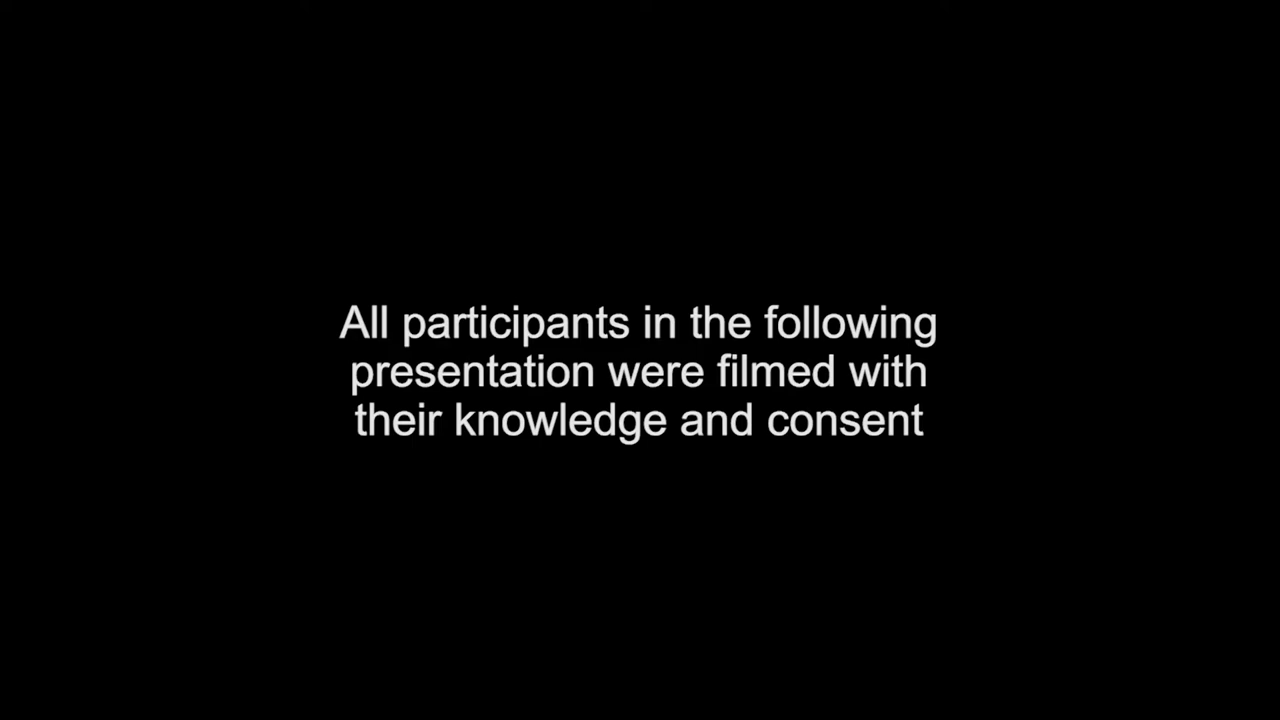 All participants in the following
presentation were filmed with
their knowledge and consent